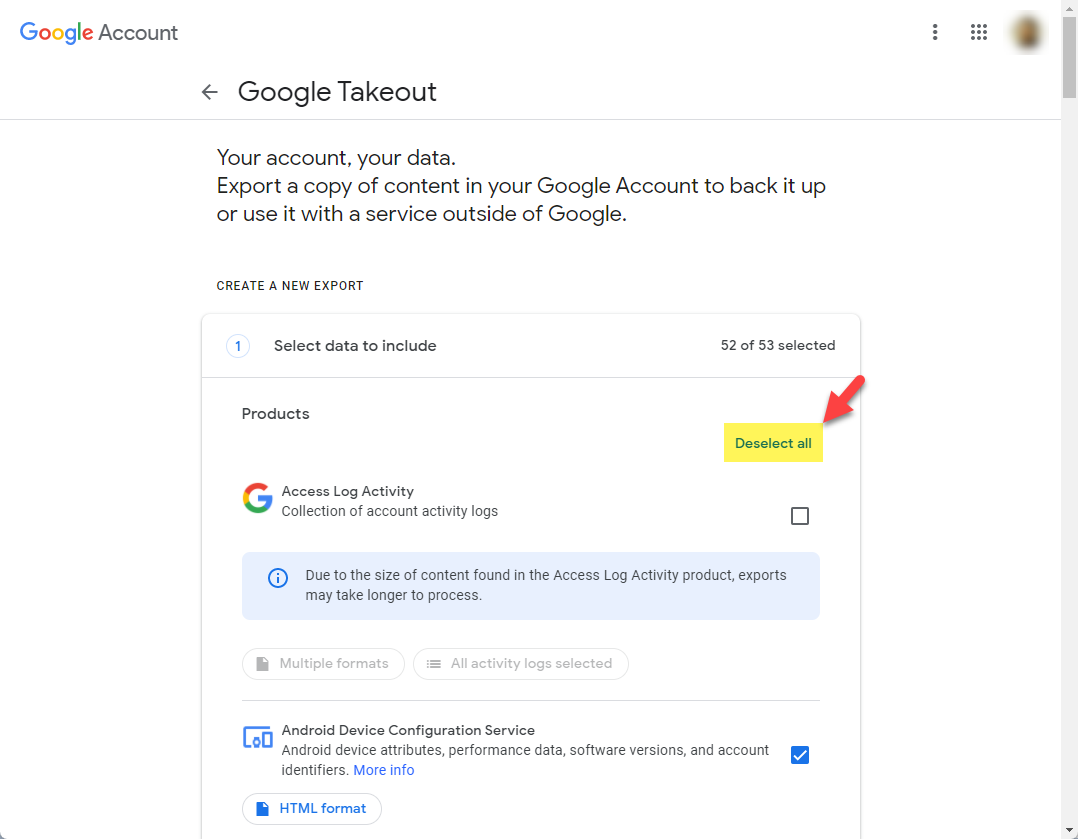 Google Account
Google Takeout
Your account, your data.
Export a copy of content in your Google Account to back it up
or use it with a service outside of Google.
CREATE A NEW EXPORT
1 Select data to include 52 of 53 selected
Products
Deselect all
Access Log Activity
Collection of account activity logs
Due to the size of content found in the Access Log Activity product, exports
may take longer to process.
Multiple formats All activity logs selected
Android Device Configuration Service
Android device attributes, performance data, software versions, and account
identifiers. More info
HTML format